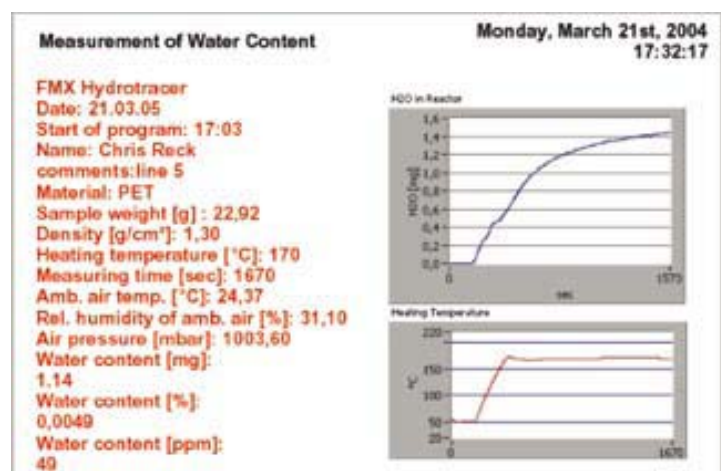 Measurement of Water Content
Monday, March 21st, 2004
17:32:17
FMX Hydrotracer
Date: 21.03.05
Start of program: 17:03
Name: Chris Reck
comments:line 5
Material: PET
Sample weight [g] : 22,92
Density [g/cm³]: 1,30
Heating temperature [°C]: 170
Measuring time [sec]: 1670
Amb. air temp. [°C]: 24,37
Rel. humidity of amb. air [%]: 31,10
Air pressure [mbar]: 1003,60
Water content [mg]:
1.14
Water content [%]:
0,0049
Water content [ppm]:
49
H2O in Reactor
H2O [mg]
1,6
1,4
1,2
1,0
0,8
0,6
0,4
0,2
0,0
0
1573
sec
Heating Temperature
°C
220
150
100
50
20
0
1670